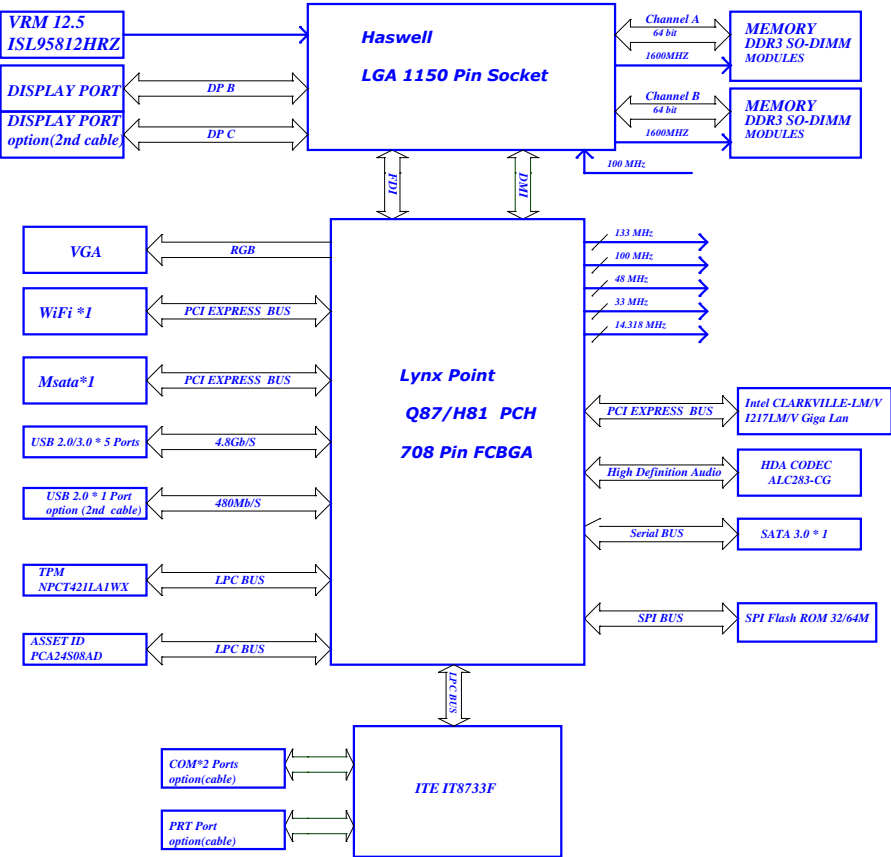 VRM 12.5
ISL95812HRZ
Haswell
LGA 1150 Pin Socket
Channel A
64 bit
1600MHZ
MEMORY
DDR3 SO-DIMM
MODULES
DISPLAY PORT
DP B
DISPLAY PORT
option(2nd cable)
DP C
Channel B
64 bit
1600MHZ
MEMORY
DDR3 SO-DIMM
MODULES
100 MHz
FDI
DMI
VGA
RGB
WiFi *1
PCI EXPRESS BUS
Msata*1
PCI EXPRESS BUS
USB 2.0/3.0 * 5 Ports
4.8Gb/S
USB 2.0 * 1 Port
option (2nd cable)
480Mb/S
TPM
NPCT421LA1WX
LPC BUS
ASSET ID
PCA24S08AD
LPC BUS
Lynx Point
Q87/H81 PCH
708 Pin FCBGA
133 MHz
100 MHz
48 MHz
33 MHz
14.318 MHz
PCI EXPRESS BUS
Intel CLARKVILLE-LM/V
I217LM/V Giga Lan
High Definition Audio
HDA CODEC
ALC283-CG
Serial BUS
SATA 3.0 * 1
SPI BUS
SPI Flash ROM 32/64M
LPC BUS
COM*2 Ports
option(cable)
PRT Port
option(cable)
ITE IT8733F